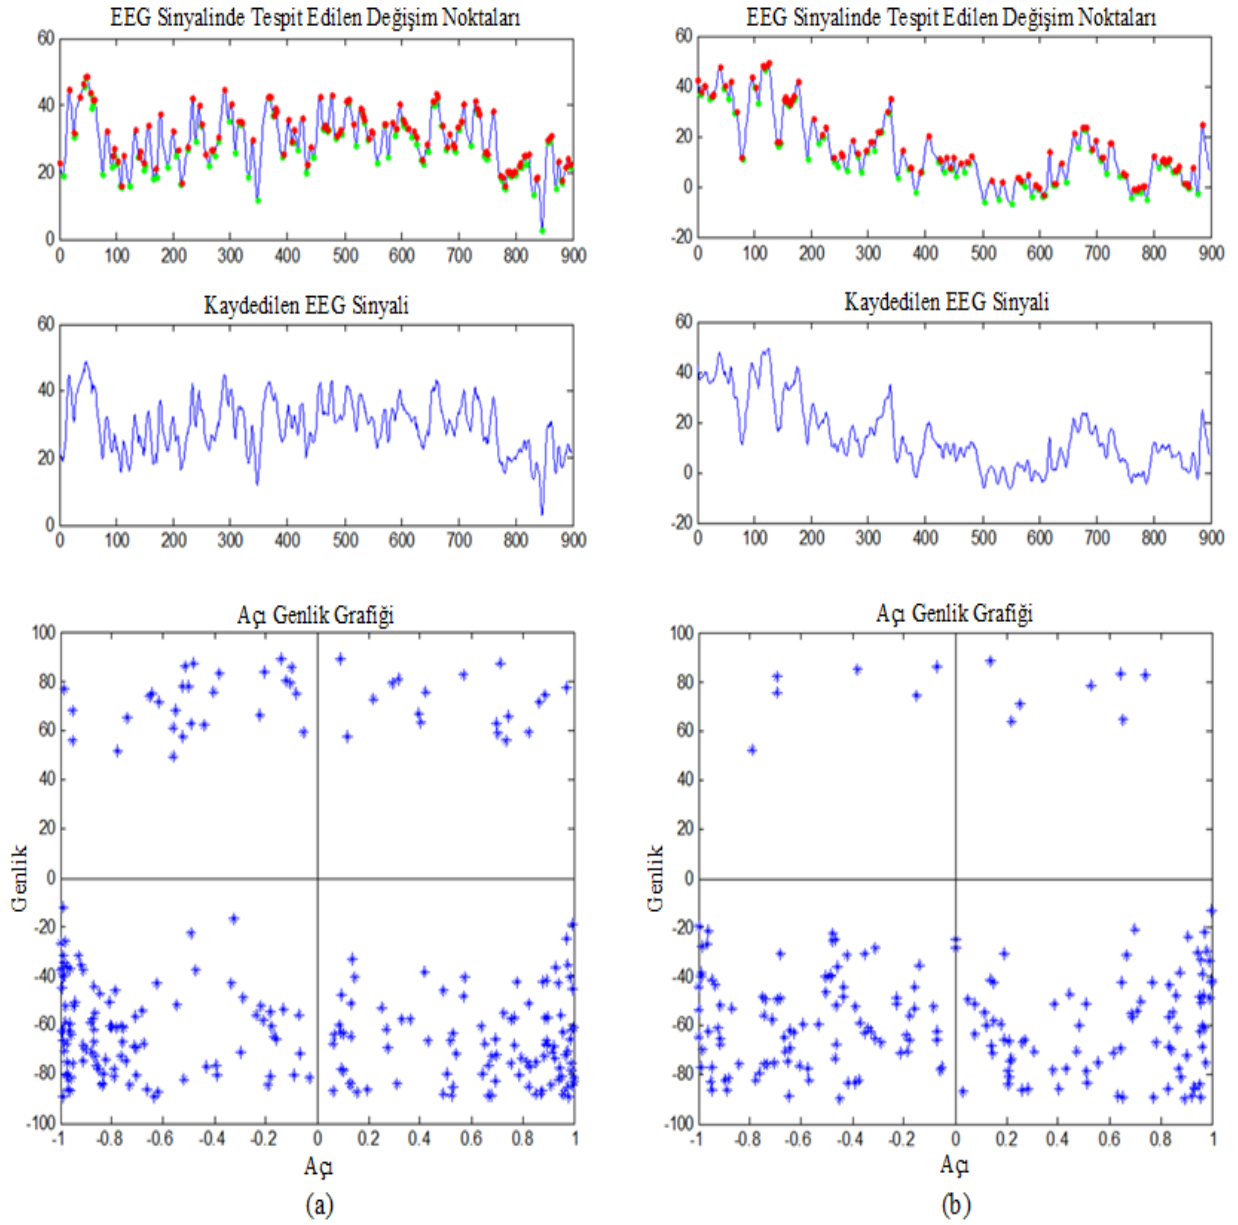 EEG Sinyalinde Tespit Edilen Değişim Noktaları
60
40
20
0
0 100 200 300 400 500 600 700 800 900
Kaydedilen EEG Sinyali
60
40
20
0
0 100 200 300 400 500 600 700 800 900
Açı Genlik Grafiği
100
80
60
40
20
0
-20
-40
-60
-80
-100
Genlik
-1 -0.8 -0.6 -0.4 -0.2 0 0.2 0.4 0.6 0.8 1
Açı
(a)
EEG Sinyalinde Tespit Edilen Değişim Noktaları
60
40
20
0
-20
0 100 200 300 400 500 600 700 800 900
Kaydedilen EEG Sinyali
60
40
20
0
-20
0 100 200 300 400 500 600 700 800 900
Açı Genlik Grafiği
100
80
60
40
20
0
-20
-40
-60
-80
-100
Genlik
-1 -0.8 -0.6 -0.4 -0.2 0 0.2 0.4 0.6 0.8 1
Açı
(b)